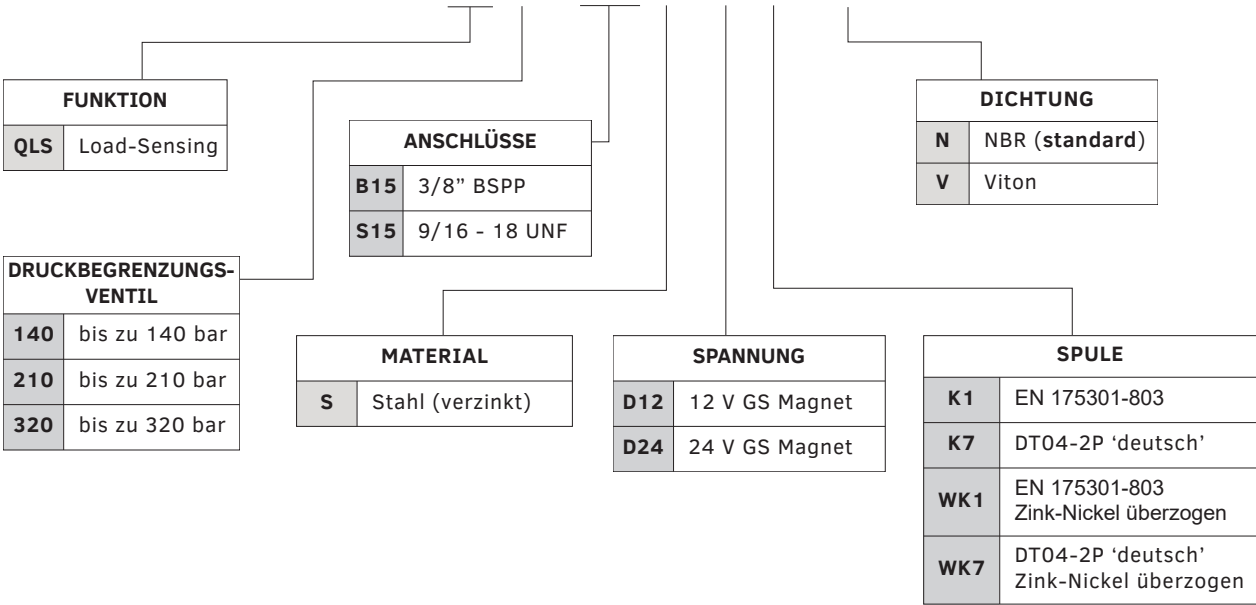 FUNKTION
QLS Load-Sensing
DRUCKBEGRENZUNGS-
VENTIL
140 bis zu 140 bar
210 bis zu 210 bar
320 bis zu 320 bar
ANSCHLÜSSE
B15 3/8” BSPP
S15 9/16 - 18 UNF
MATERIAL
S Stahl (verzinkt)
SPANNUNG
D12 12 V GS Magnet
D24 24 V GS Magnet
SPULE
K1 EN 175301-803
K7 DT04-2P ‘deutsch’
WK1 EN 175301-803
Zink-Nickel überzogen
WK7 DT04-2P ‘deutsch’
Zink-Nickel überzogen
DICHTUNG
N NBR (standard)
V Viton